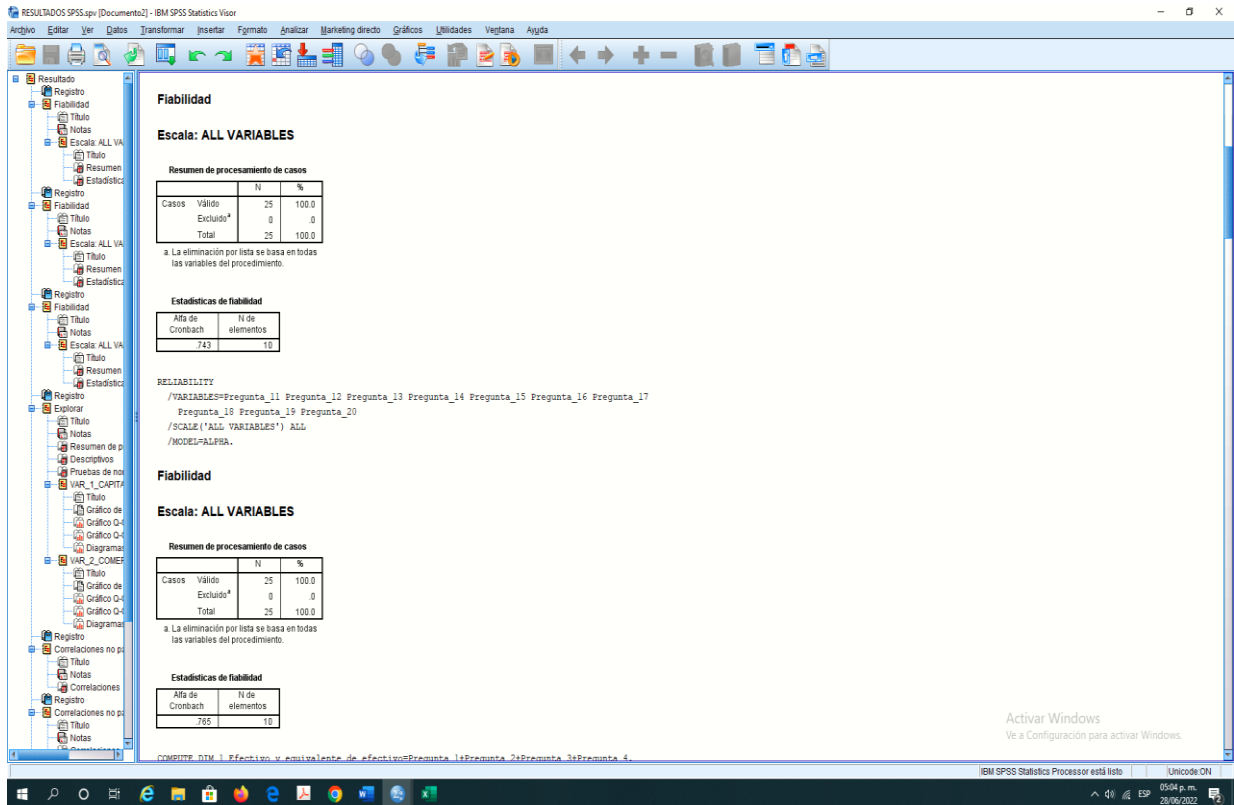 RESULTADOS SPSS.spv [Documento2] - IBM SPSS Statistics Visor
Archivo Editar Ver Datos Transformar Insertar Formato Analizar Marketing directo Gráficos Utilidades Ventana Ayuda
Resultado
Registro
Fiabilidad
Título
Notas
Escala: ALL VA
Título
Resumen
Estadística
Registro
Fiabilidad
Título
Notas
Escala: ALL VA
Título
Resumen
Estadística
Registro
Fiabilidad
Título
Notas
Escala: ALL VA
Título
Resumen
Estadística
Registro
Explorar
Título
Notas
Resumen de p
Descriptivos
Pruebas de nor
VAR_1_CAPITA
Título
Gráfico de
Gráfico Q-
Gráfico Q-
Diagramas
VAR_2_COMER
Título
Gráfico de
Gráfico Q-
Gráfico Q-
Diagramas
Registro
Correlaciones no pa
Título
Notas
Correlaciones
Registro
Correlaciones no pa
Título
Notas
Fiabilidad
Escala: ALL VARIABLES
Resumen de procesamiento de casos
N %
Casos Válido 25 100.0
Excluido a 0 .0
Total 25 100.0
a. La eliminación por lista se basa en todas
las variables del procedimiento.
Estadísticas de fiabilidad
Alfa de Cronbach N de elementos
.743 10
RELIABILITY
/VARIABLES=Pregunta_11 Pregunta_12 Pregunta_13 Pregunta_14 Pregunta_15 Pregunta_16 Pregunta_17
Pregunta_18 Pregunta_19 Pregunta_20
/SCALE('ALL VARIABLES') ALL
/MODEL=ALPHA.
Fiabilidad
Escala: ALL VARIABLES
Resumen de procesamiento de casos
N %
Casos Válido 25 100.0
Excluido a 0 .0
Total 25 100.0
a. La eliminación por lista se basa en todas
las variables del procedimiento.
Estadísticas de fiabilidad
Alfa de Cronbach N de elementos
.765 10
COMPUTE DIM_1_Efectivo_y_equivalente_de_efectivo=Pregunta_1+Pregunta_2+Pregunta_3+Pregunta_4.
Activar Windows
Ve a Configuración para activar Windows.
IBM SPSS Statistics Processor está listo Unicode:ON
ESP
05:04 p. m.
28/06/2022